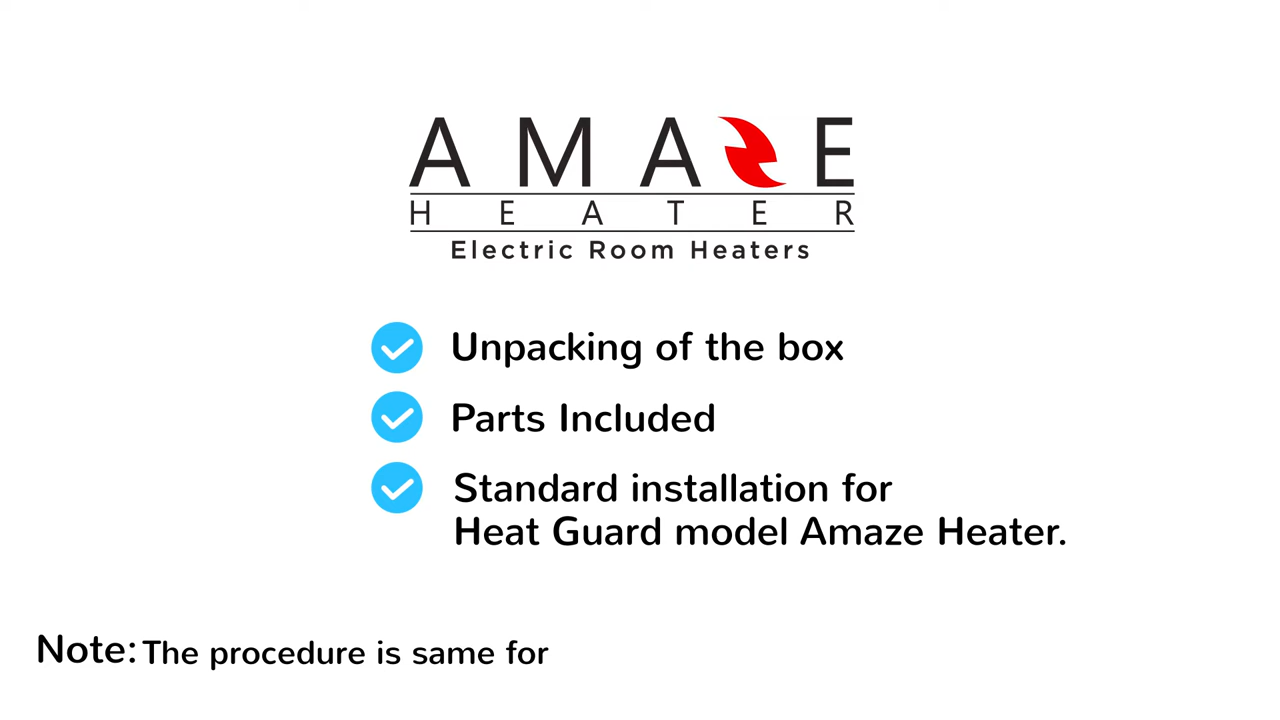 AMAZE
HEATER
Electric Room Heaters
Unpacking of the box
Parts Included
Standard installation for
Heat Guard model Amaze Heater.
Note: The procedure is same for